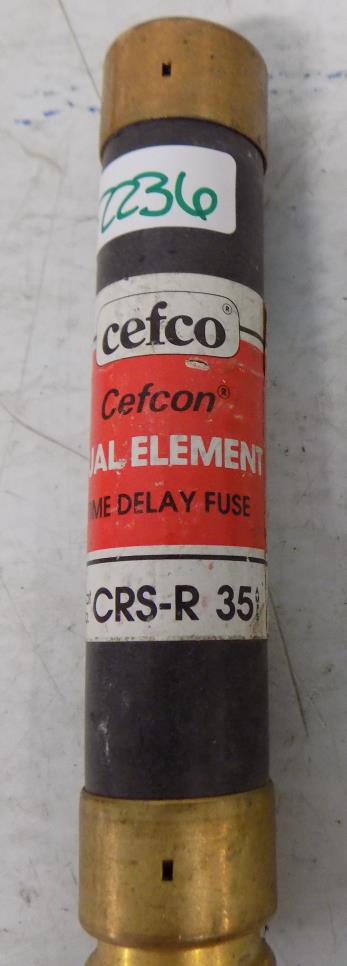 2236
cefco®
Cefcon®
UAL ELEMENT
IME DELAY FUSE
CRS-R 35